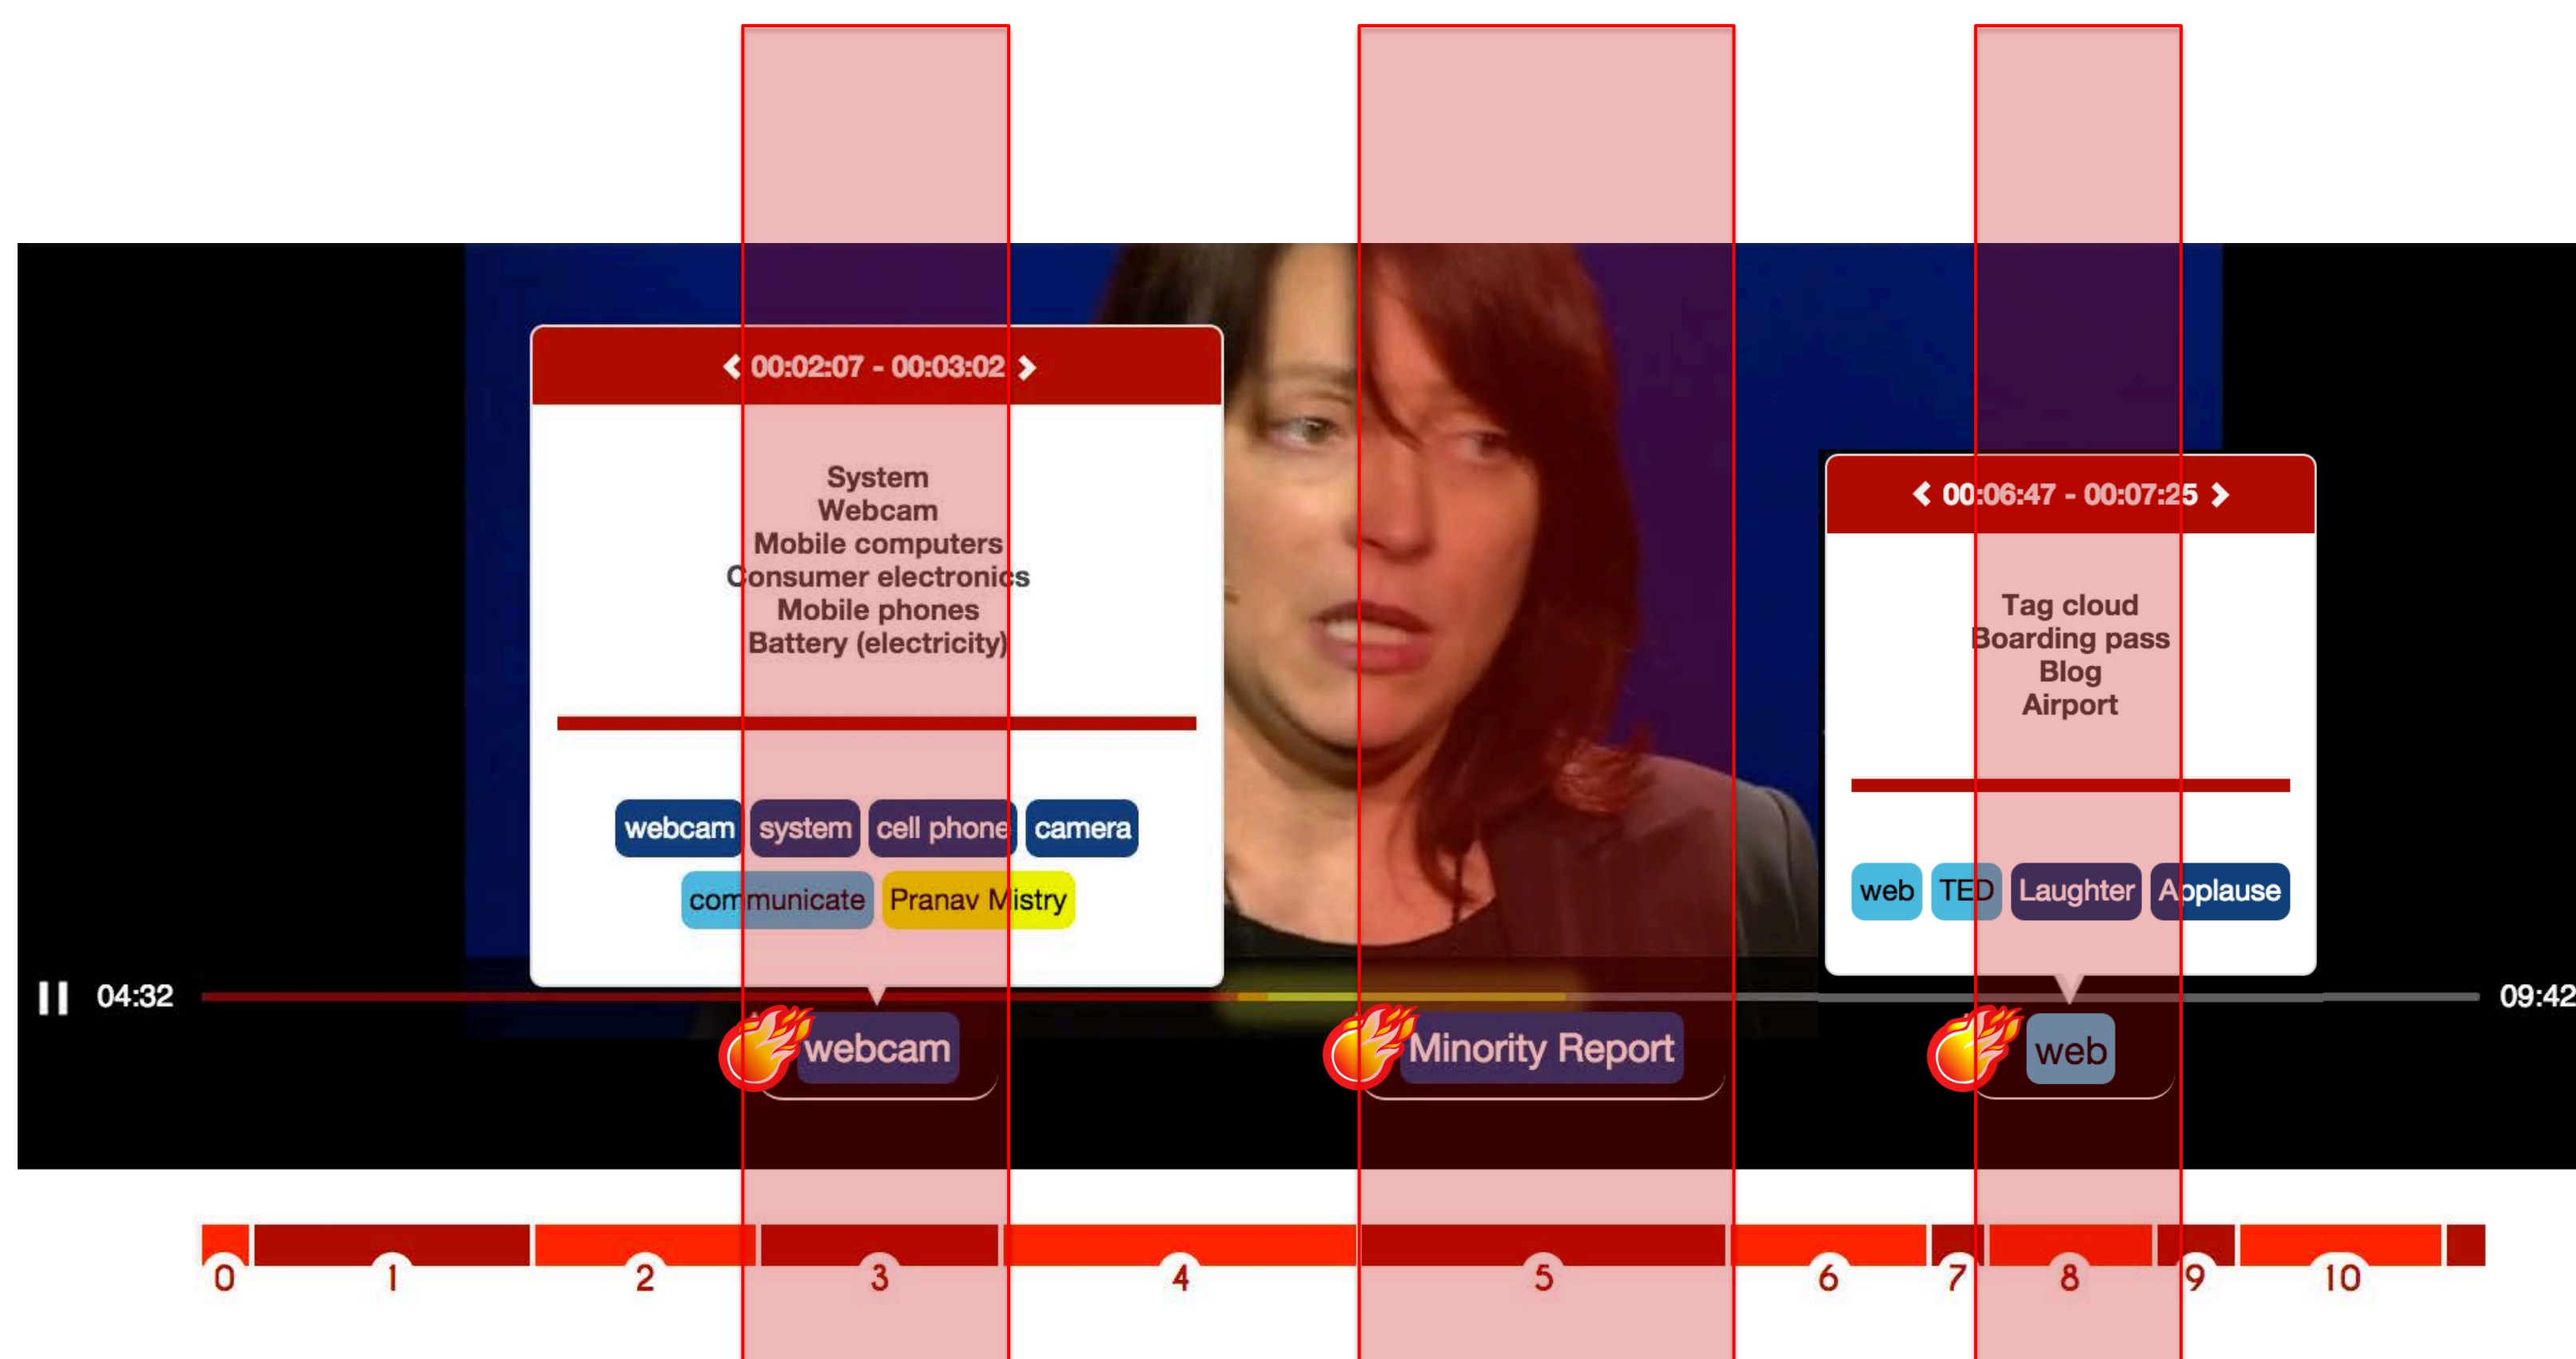 00:02:07 - 00:03:02
System
Webcam
Mobile computers
Consumer electronics
Mobile phones
Battery (electricity)
webcam system cell phone camera
communicate Pranav Mistry
00:06:47 - 00:07:25
Tag cloud
Boarding pass
Blog
Airport
web TED Laughter Applause
04:32
09:42
webcam
Minority Report
web
0 1 2 3 4 5 6 7 8 9 10